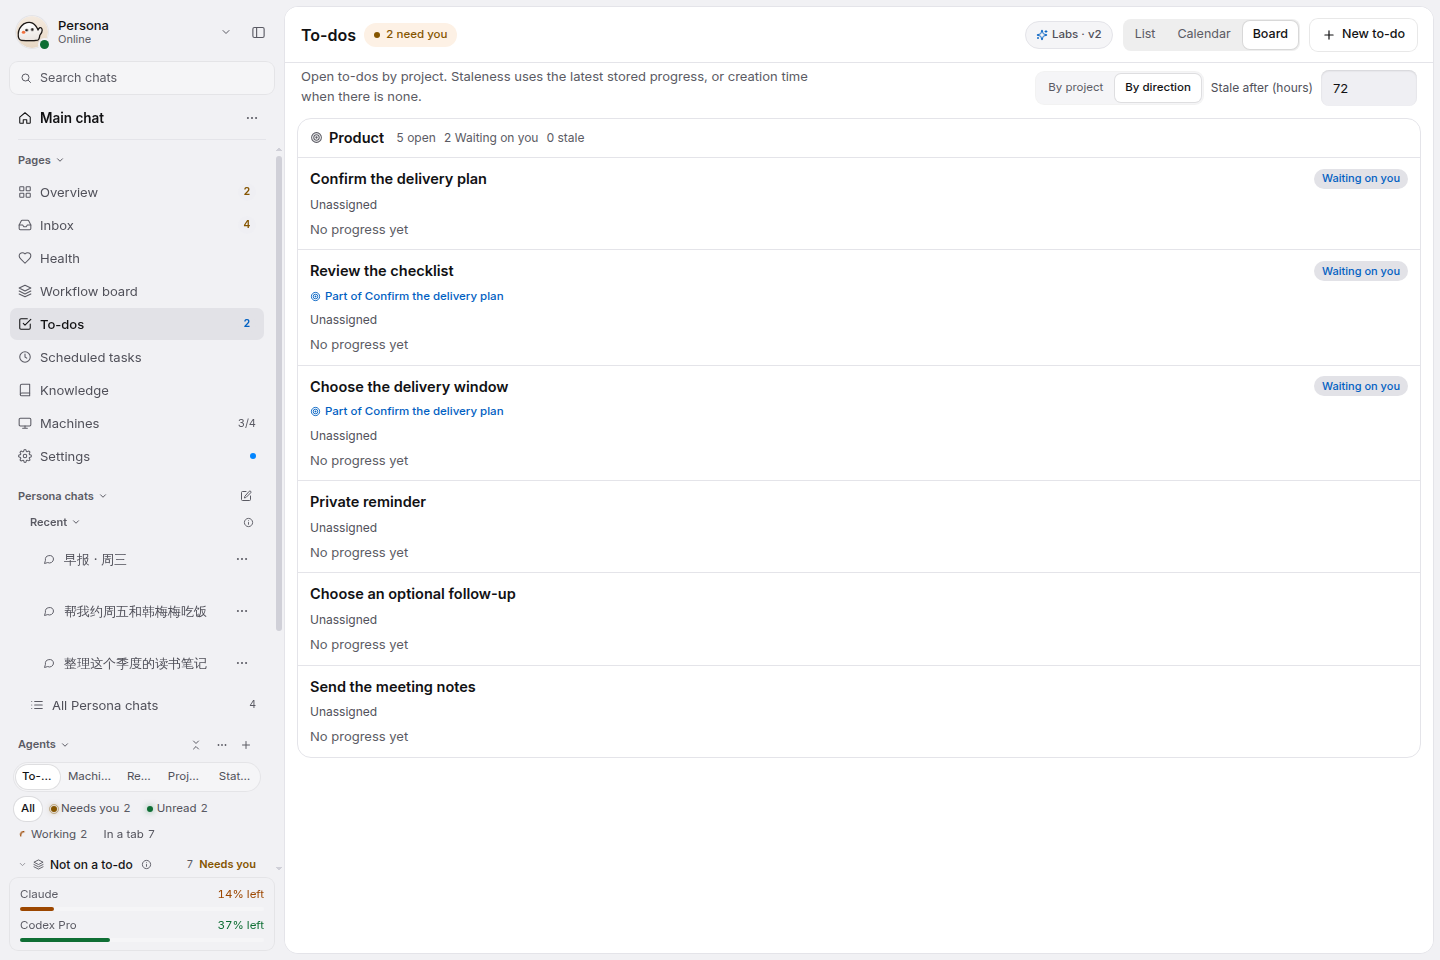 Persona
Online
Search chats
Main chat
Pages
Overview 2
Inbox 4
Health
Workflow board
To-dos 2
Scheduled tasks
Knowledge
Machines 3/4
Settings
Persona chats
Recent
早报 · 周三
帮我约周五和韩梅梅吃饭
整理这个季度的读书笔记
All Persona chats 4
Agents
To-... Machi... Re... Proj... Stat...
All Needs you 2 Unread 2
Working 2 In a tab 7
Not on a to-do 7 Needs you
Claude 14% left
Codex Pro 37% left
To-dos 2 need you
Labs · v2 List Calendar Board New to-do
Open to-dos by project. Staleness uses the latest stored progress, or creation time
when there is none.
By project By direction Stale after (hours) 72
Product 5 open 2 Waiting on you 0 stale
Confirm the delivery plan Waiting on you
Unassigned
No progress yet
Review the checklist Waiting on you
Part of Confirm the delivery plan
Unassigned
No progress yet
Choose the delivery window Waiting on you
Part of Confirm the delivery plan
Unassigned
No progress yet
Private reminder
Unassigned
No progress yet
Choose an optional follow-up
Unassigned
No progress yet
Send the meeting notes
Unassigned
No progress yet